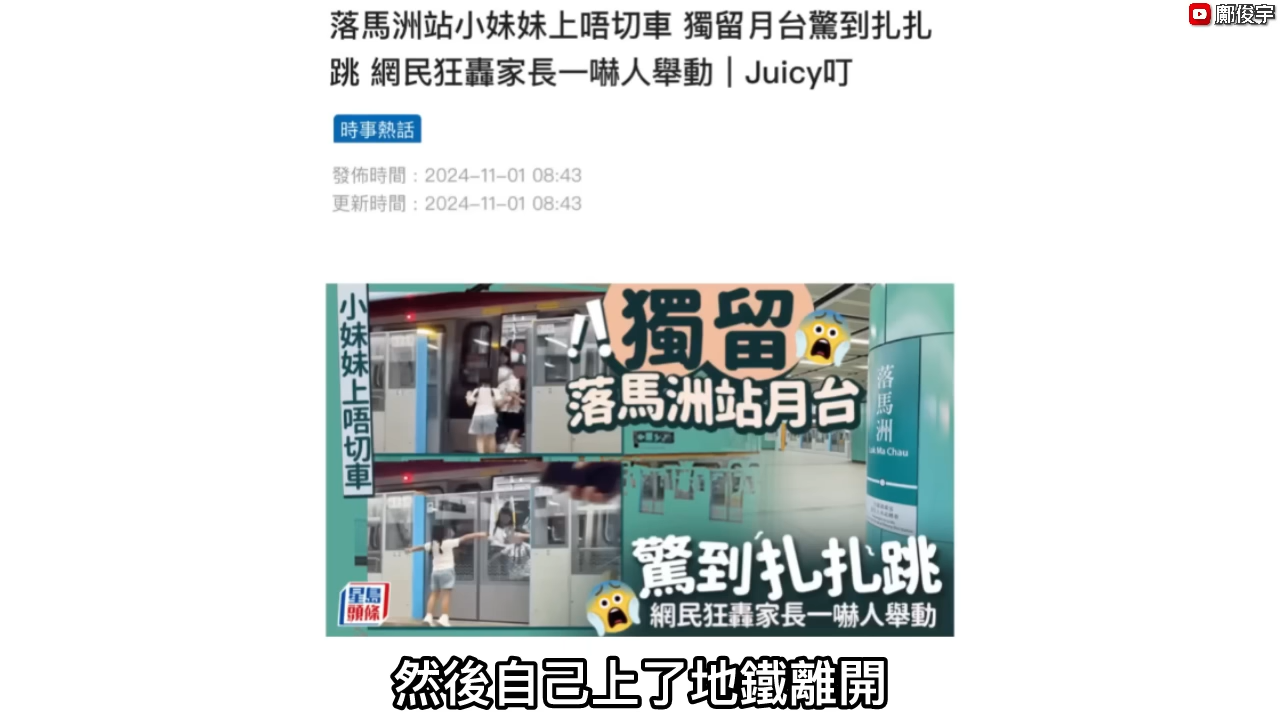 鄺俊宇
落馬洲站小妹妹上唔切車 獨留月台驚到扎扎
跳 網民狂轟家長一嚇人舉動｜Juicy叮
時事熱話
發佈時間：2024-11-01 08:43
更新時間：2024-11-01 08:43
小妹妹上唔切車
!!獨留
落馬洲站月台
落馬洲
Lok Ma Chau
驚到扎扎跳
網民狂轟家長一嚇人舉動
星島
頭條
然後自己上了地鐵離開